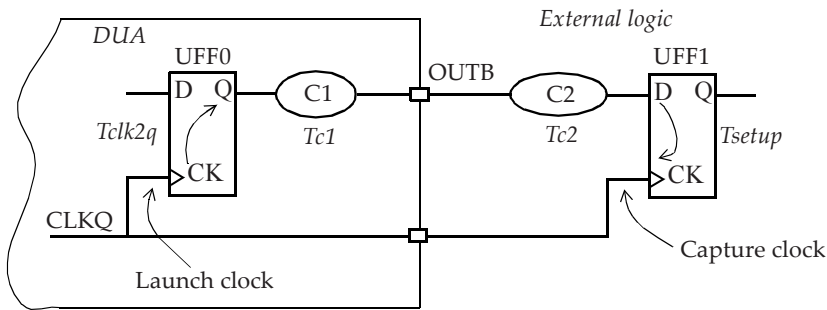 External logic
DUA
UFF0
UFF1
OUTB
D Q
C1
C2
D Q
Tclk2q
Tc1
Tc2
Tsetup
CK
CK
CLKQ
Launch clock
Capture clock